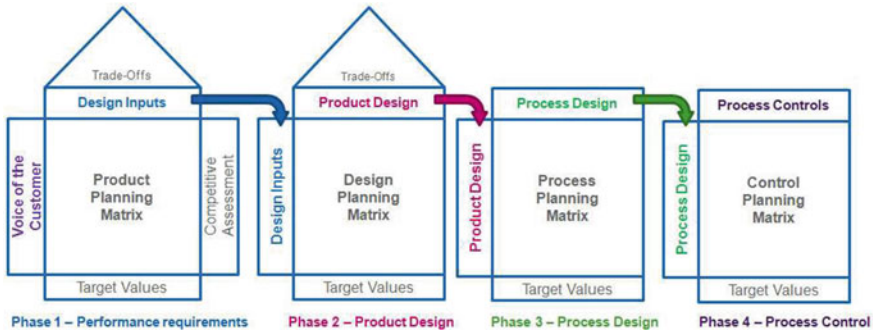 Trade-Offs
Design Inputs
Voice of the
Customer
Product
Planning
Matrix
Competitive
Assessment
Target Values
Phase 1 – Performance requirements
Trade-Offs
Product Design
Design Inputs
Design
Planning
Matrix
Target Values
Phase 2 – Product Design
Process Design
Product Design
Process
Planning
Matrix
Target Values
Phase 3 – Process Design
Process Controls
Process Design
Control
Planning
Matrix
Target Values
Phase 4 – Process Control